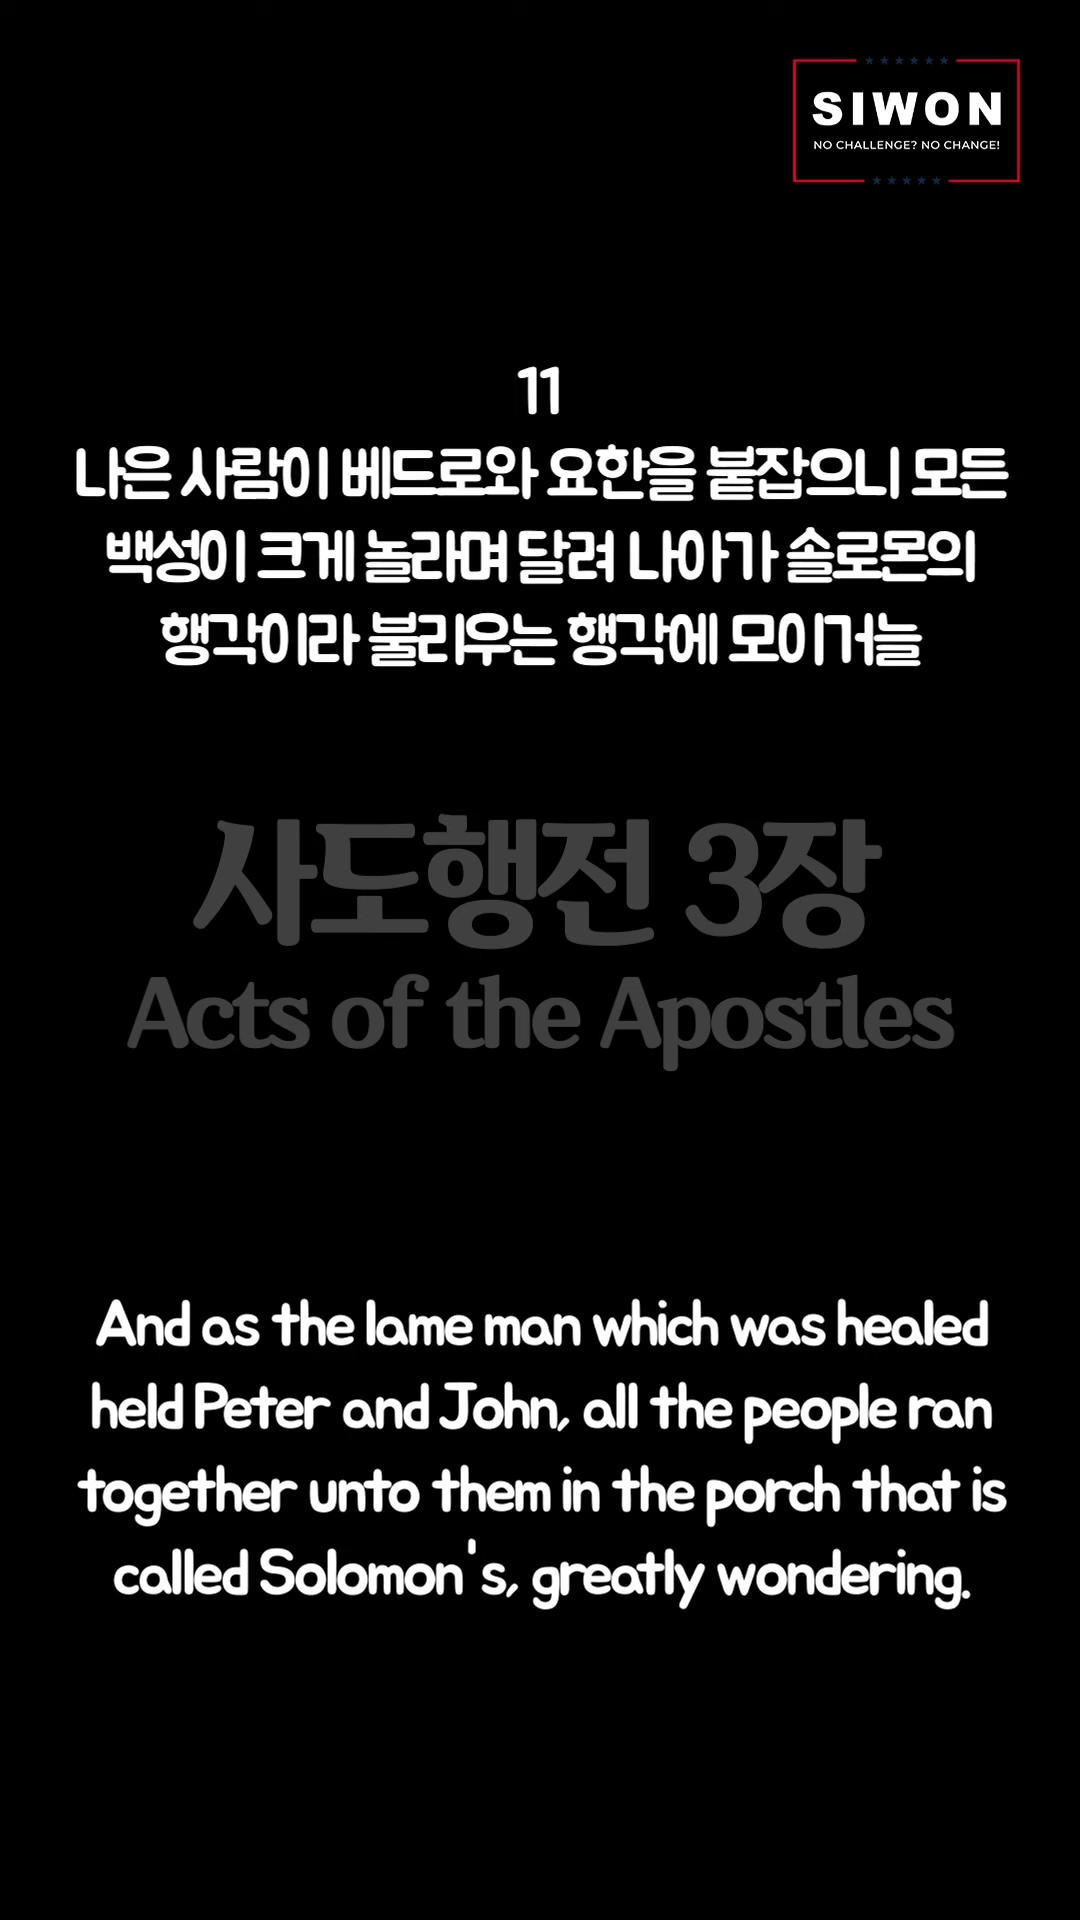 SIWON
NO CHALLENGE? NO CHANGE!
11
나은 사람이 베드로와 요한을 붙잡으니 모든
백성이 크게 놀라며 달려 나아가 솔로몬의
행각이라 불리우는 행각에 모이거늘
사도행전 3장
Acts of the Apostles
And as the lame man which was healed
held Peter and John, all the people ran
together unto them in the porch that is
called Solomon's, greatly wondering.